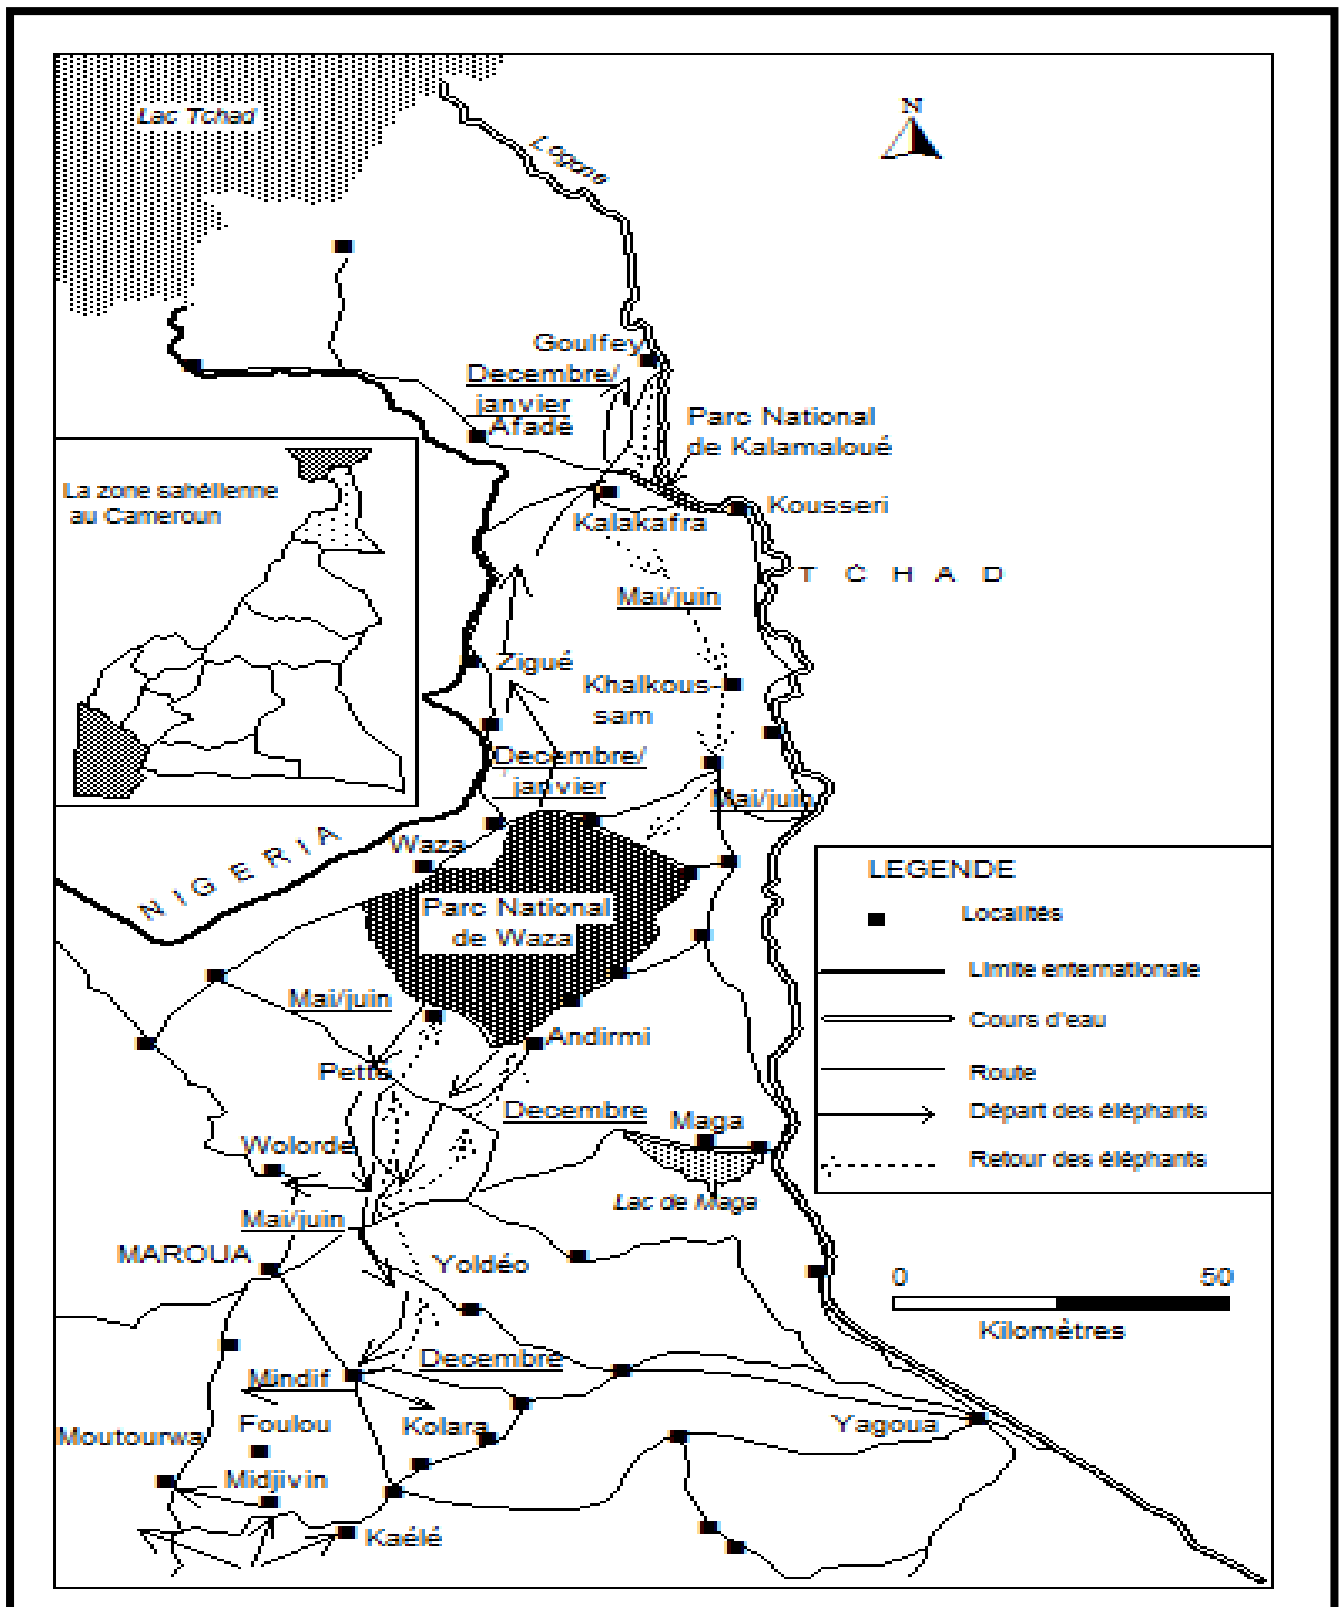 Lac Tchad
N
Logone
Goulfey
Decembre/
janvier
Afadé
Parc National
de Kalamaloué
La zone sahélienne
au Cameroun
Kousseri
Kalakafra
T C H A D
Mai/juin
Zigué
Khalkous-
sam
Decembre/
janvier
Mai/juin
NIGERIA
Waza
LEGENDE
Localités
Parc National
de Waza
Limite enternationale
Mai/juin
Cours d'eau
Andirmi
Petté
Route
Decembre
Départ des éléphants
Maga
Wolorde
Retour des éléphants
Lac de Maga
Mai/juin
MAROUA
Yoldéo
0 50
Kilomètres
Decembre
Mindif
Foulou
Kolara
Yagoua
Moutourwa
Midjivin
Kaélé